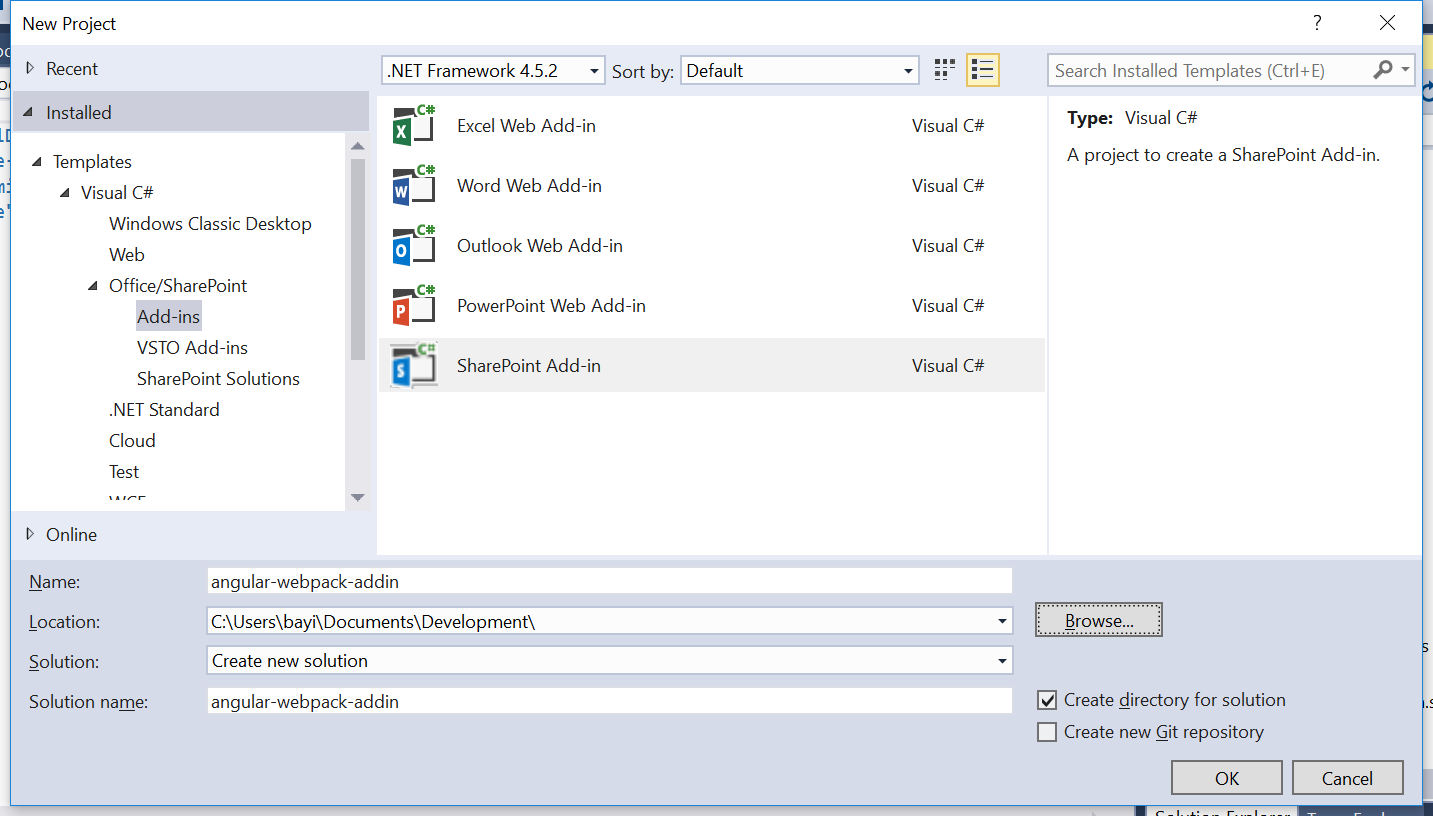 New Project
?
Recent
Installed
Templates
Visual C#
Windows Classic Desktop
Web
Office/SharePoint
Add-ins
VSTO Add-ins
SharePoint Solutions
.NET Standard
Cloud
Test
WCF
Online
.NET Framework 4.5.2
Sort by: Default
C# X Excel Web Add-in Visual C#
C# W Word Web Add-in Visual C#
C# O Outlook Web Add-in Visual C#
C# P PowerPoint Web Add-in Visual C#
C# S SharePoint Add-in Visual C#
Search Installed Templates (Ctrl+E)
Type: Visual C#
A project to create a SharePoint Add-in.
Name: angular-webpack-addin
Location: C:\Users\bayi\Documents\Development\
Browse...
Solution: Create new solution
Solution name: angular-webpack-addin
Create directory for solution
Create new Git repository
OK Cancel
Solution Explorer